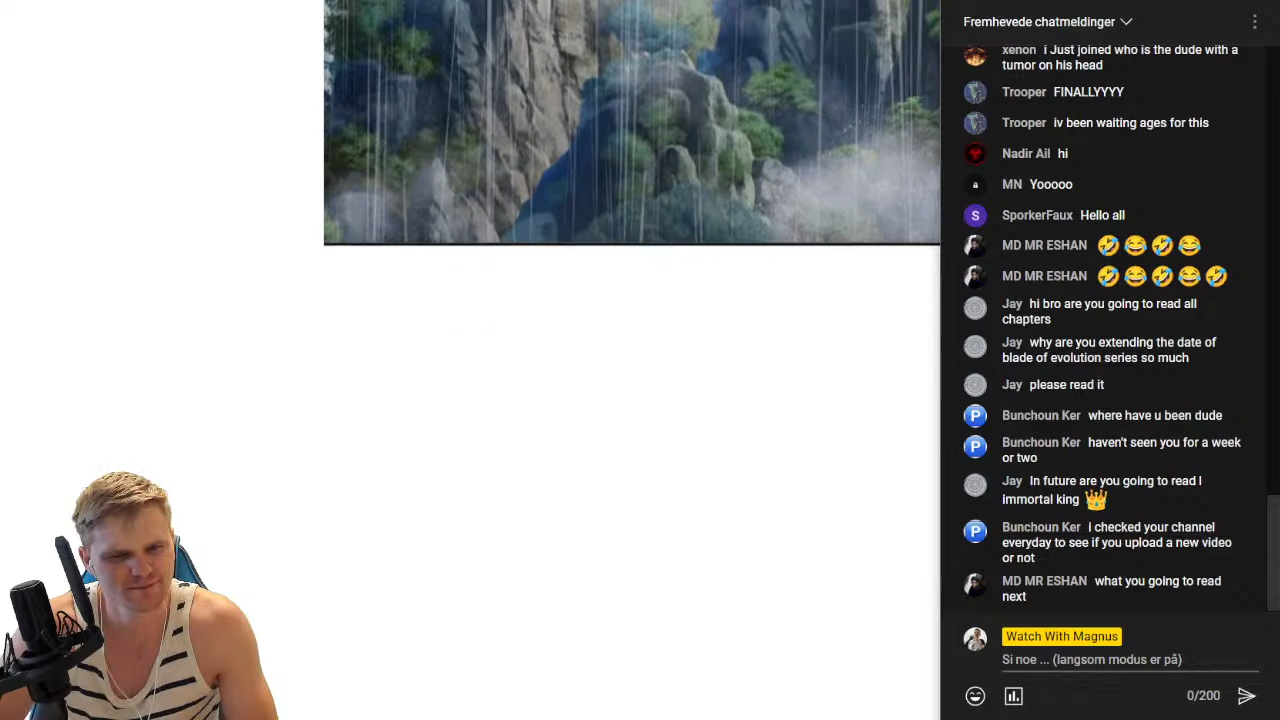 Fremhevede chatmeldinger
xenon i Just joined who is the dude with a
tumor on his head
Trooper FINALLYYYY
Trooper iv been waiting ages for this
Nadir Ail hi
MN Yooooo
S SporkerFaux Hello all
MD MR ESHAN 🤣😂🤣😂
MD MR ESHAN 🤣😂🤣😂🤣
Jay hi bro are you going to read all
chapters
Jay why are you extending the date of
blade of evolution series so much
Jay please read it
P Bunchoun Ker where have u been dude
P Bunchoun Ker haven't seen you for a week
or two
Jay In future are you going to read I
immortal king 👑
P Bunchoun Ker i checked your channel
everyday to see if you upload a new video
or not
MD MR ESHAN what you going to read
next
Watch With Magnus
Si noe ... (langsom modus er på)
0/200